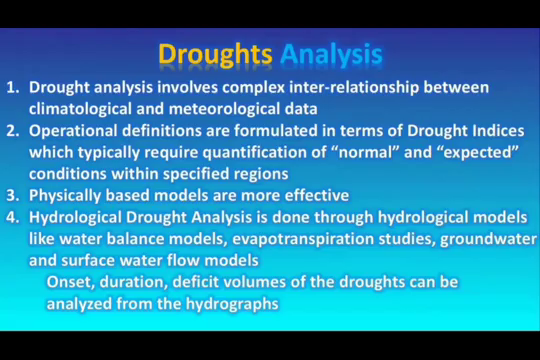 Droughts Analysis
1. Drought analysis involves complex inter-relationship between
climatological and meteorological data
2. Operational definitions are formulated in terms of Drought Indices
which typically require quantification of “normal” and “expected”
conditions within specified regions
3. Physically based models are more effective
4. Hydrological Drought Analysis is done through hydrological models
like water balance models, evapotranspiration studies, groundwater
and surface water flow models
Onset, duration, deficit volumes of the droughts can be
analyzed from the hydrographs